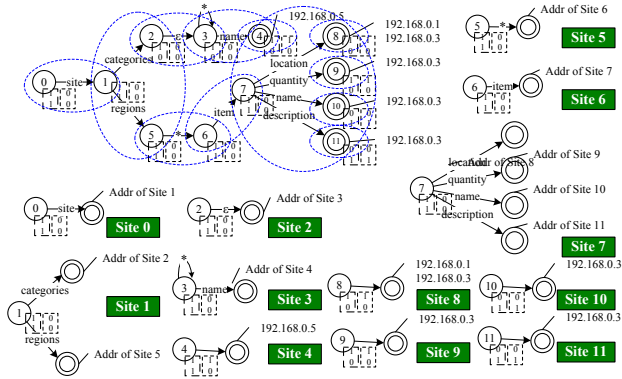 192.168.0.5
192.168.0.1
192.168.0.3
categories
2
ε
3
*
name
4
location
8
quantity
9
192.168.0.3
0
site
1
7
name
10
192.168.0.3
regions
item
description
5
*
6
11
192.168.0.3
5
*
Addr of Site 6
Site 5
6
item
Addr of Site 7
Site 6
7
location
Addr of Site 8
quantity
Addr of Site 9
name
Addr of Site 10
description
Addr of Site 11
Site 7
0
site
Addr of Site 1
Site 0
2
ε
Addr of Site 3
Site 2
categories
Addr of Site 2
1
Site 1
regions
Addr of Site 5
*
3
name
Addr of Site 4
Site 3
8
192.168.0.1
192.168.0.3
Site 8
10
192.168.0.3
Site 10
4
192.168.0.5
Site 4
9
192.168.0.3
Site 9
11
192.168.0.3
Site 11